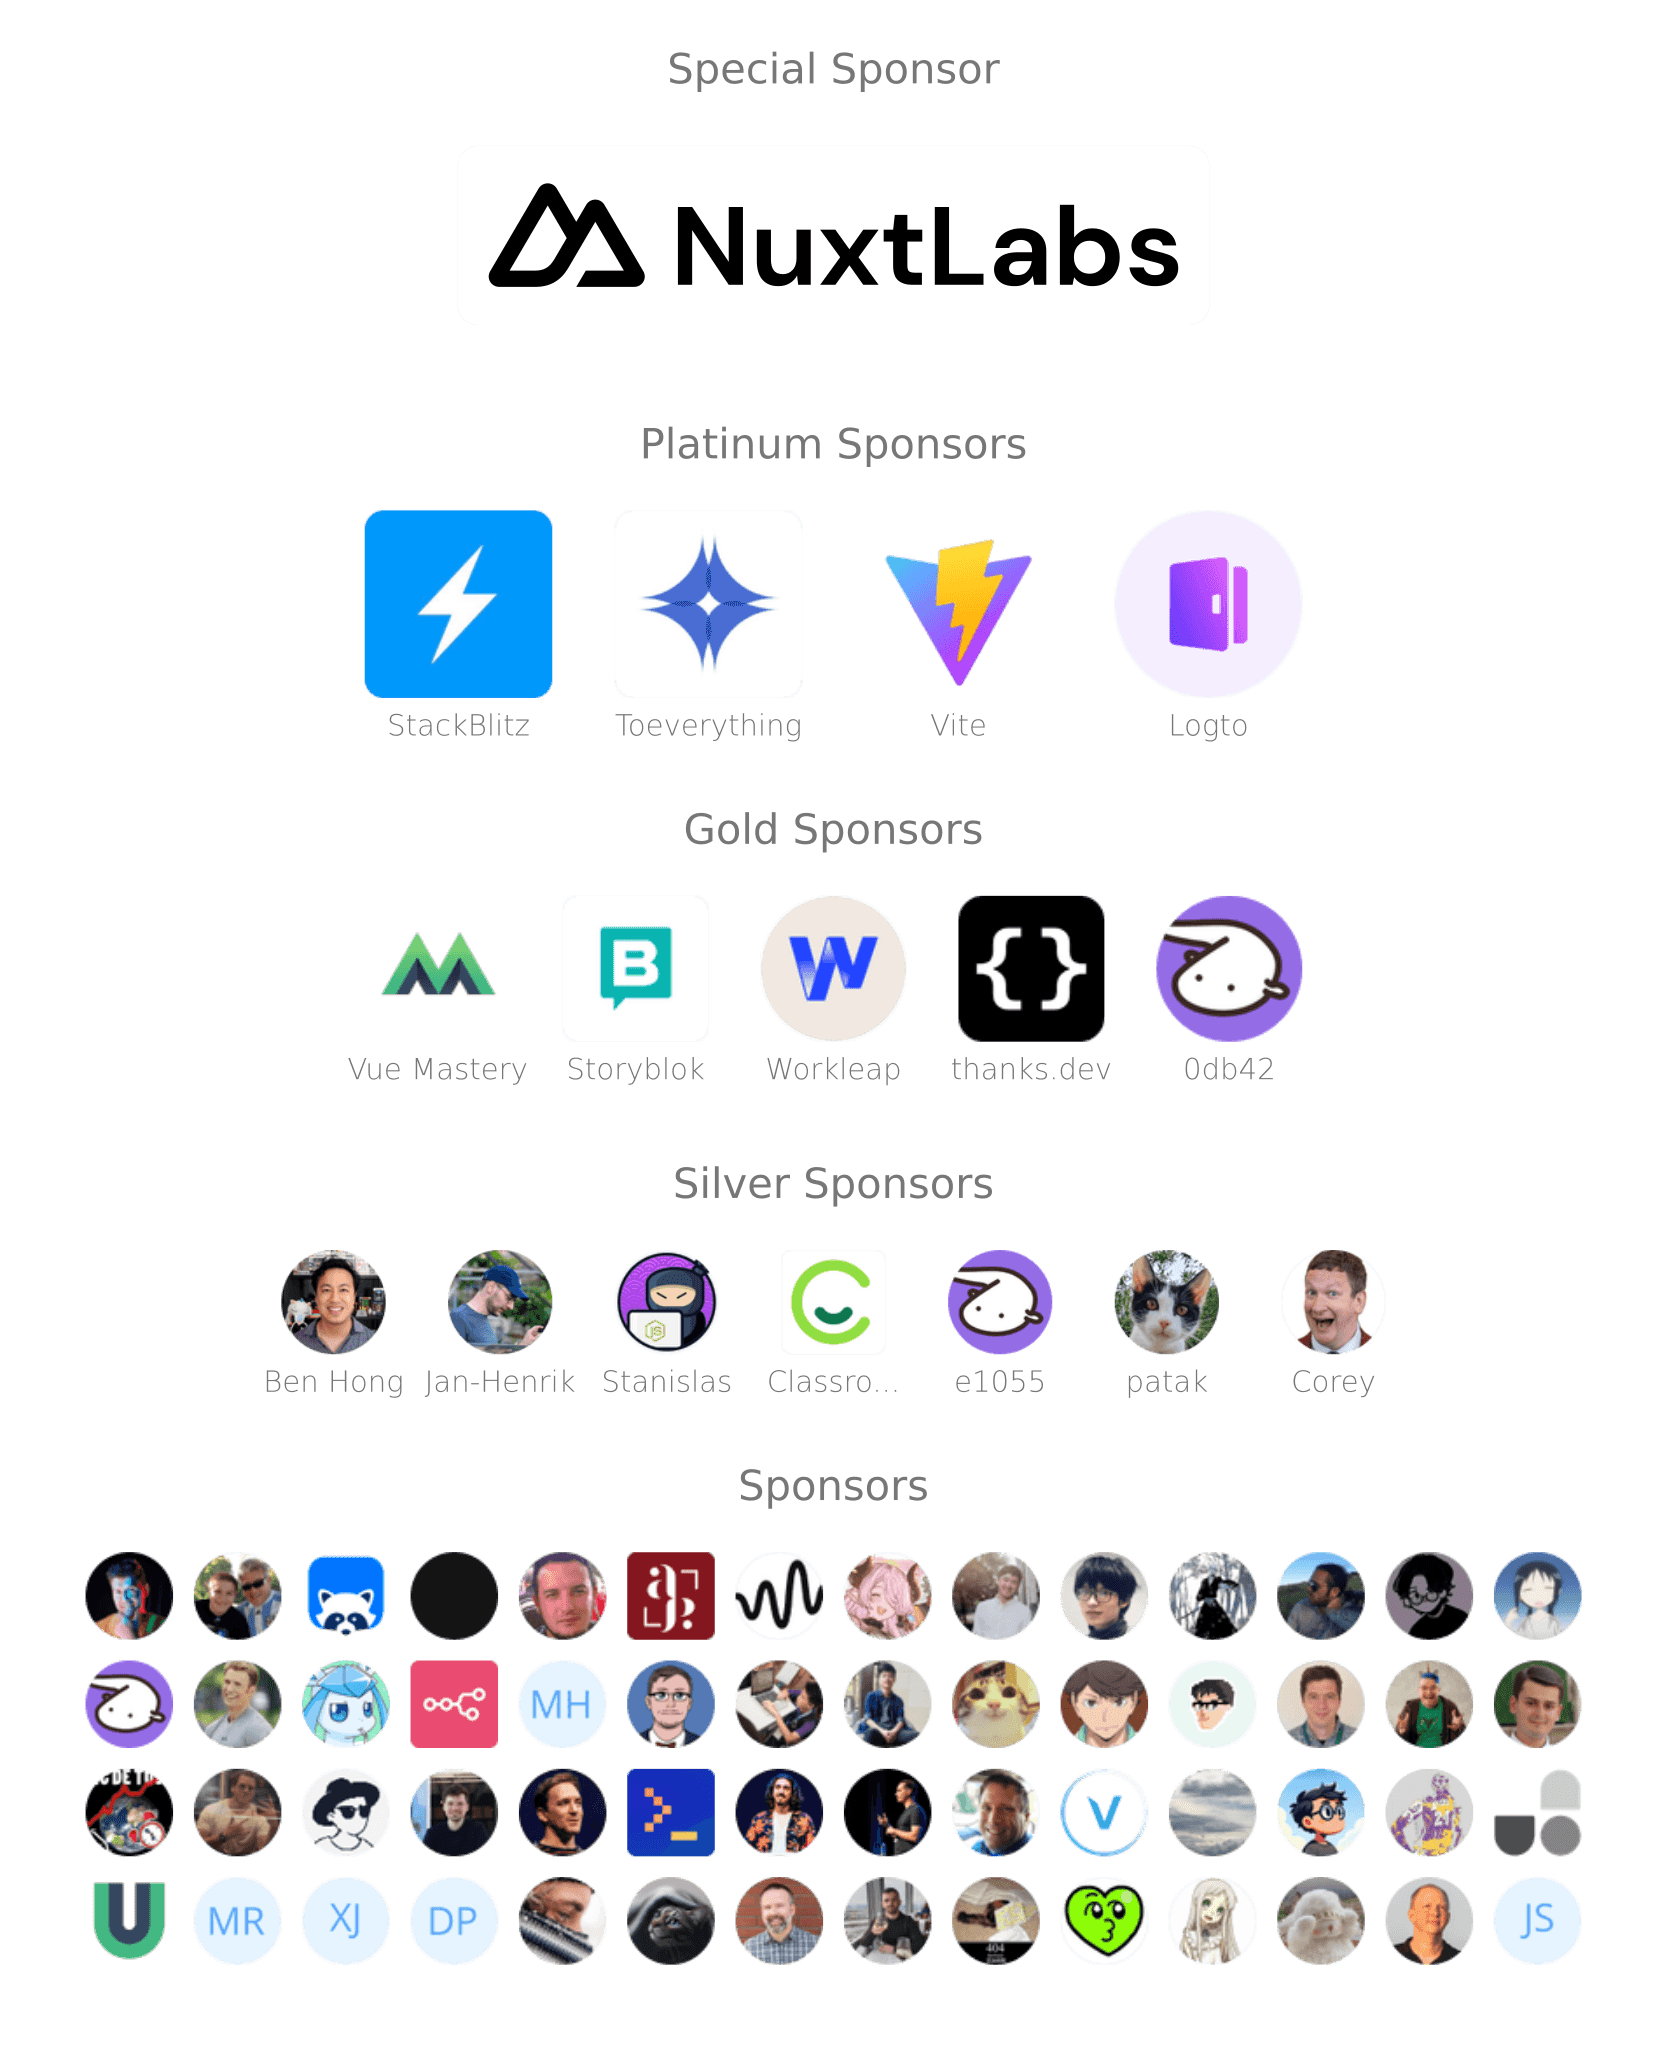 Special Sponsor
NuxtLabs
Platinum Sponsors
StackBlitz Toeverything Vite Logto
Gold Sponsors
Vue Mastery Storyblok Workleap thanks.dev 0db42
Silver Sponsors
Ben Hong Jan-Henrik Stanislas Classro... e1055 patak Corey
Sponsors
MH
MR XJ DP JS